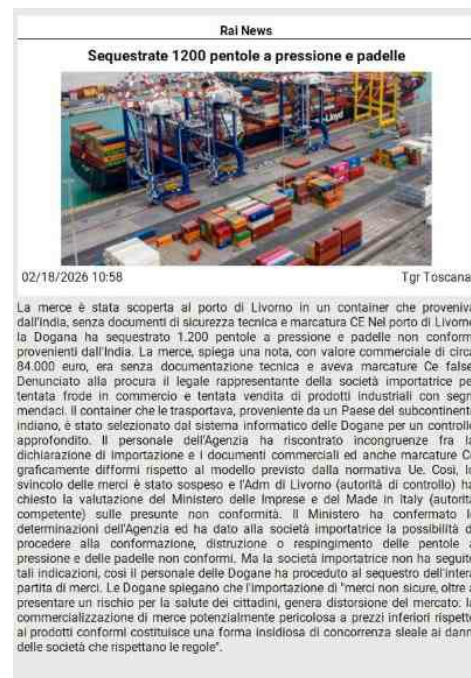 Rai News
Sequestrate 1200 pentole a pressione e padelle
02/18/2026 10:58
Tgr Toscana
La merce è stata scoperta al porto di Livorno in un container che proveniva
dall'India, senza documenti di sicurezza tecnica e marcatura CE Nel porto di Livorno
la Dogana ha sequestrato 1.200 pentole a pressione e padelle non conformi
provenienti dall'India. La merce, spiega una nota, con valore commerciale di circa
84.000 euro, era senza documentazione tecnica e aveva marcature Ce false.
Denunciato alla procura il legale rappresentante della società importatrice per
tentata frode in commercio e tentata vendita di prodotti industriali con segni
mendaci. Il container che le trasportava, proveniente da un Paese del subcontinente
indiano, è stato selezionato dal sistema informatico delle Dogane per un controllo
approfondito. Il personale dell'Agenzia ha riscontrato incongruenze fra la
dichiarazione di importazione e i documenti commerciali ed anche marcature Ce
graficamente difformi rispetto al modello previsto dalla normativa Ue. Così, lo
svincolo delle merci è stato sospeso e l'Adm di Livorno (autorità di controllo) ha
chiesto la valutazione del Ministero delle Imprese e del Made in Italy (autorità
competente) sulle presunte non conformità. Il Ministero ha confermato le
determinazioni dell'Agenzia ed ha dato alla società importatrice la possibilità di
procedere alla conformazione, distruzione o respingimento delle pentole a
pressione e delle padelle non conformi. Ma la società importatrice non ha seguito
tali indicazioni, così il personale delle Dogane ha proceduto al sequestro dell'intera
partita di merci. Le Dogane spiegano che l'importazione di "merci non sicure, oltre a
presentare un rischio per la salute dei cittadini, genera distorsione del mercato: la
commercializzazione di merce potenzialmente pericolosa a prezzi inferiori rispetto
ai prodotti conformi costituisce una forma insidiosa di concorrenza sleale ai danni
delle società che rispettano le regole".